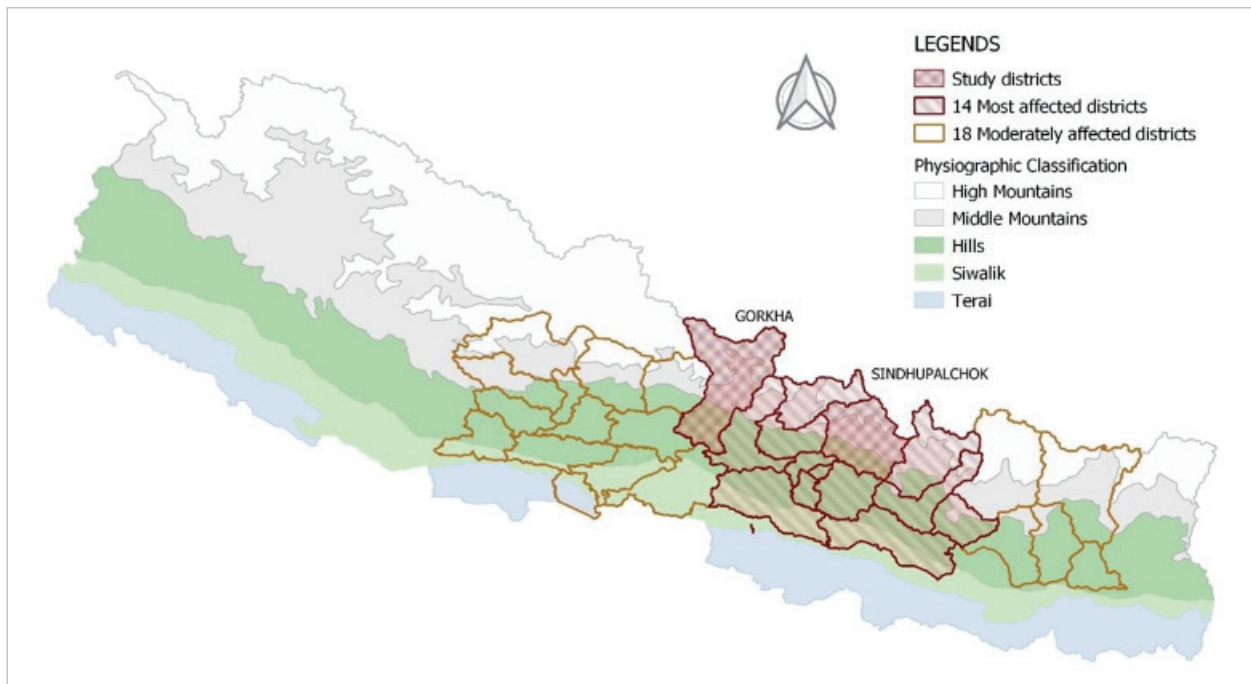 LEGENDS
Study districts
14 Most affected districts
18 Moderately affected districts
Physiographic Classification
High Mountains
Middle Mountains
Hills
Siwalik
Terai
GORKHA
SINDHUPALCHOK